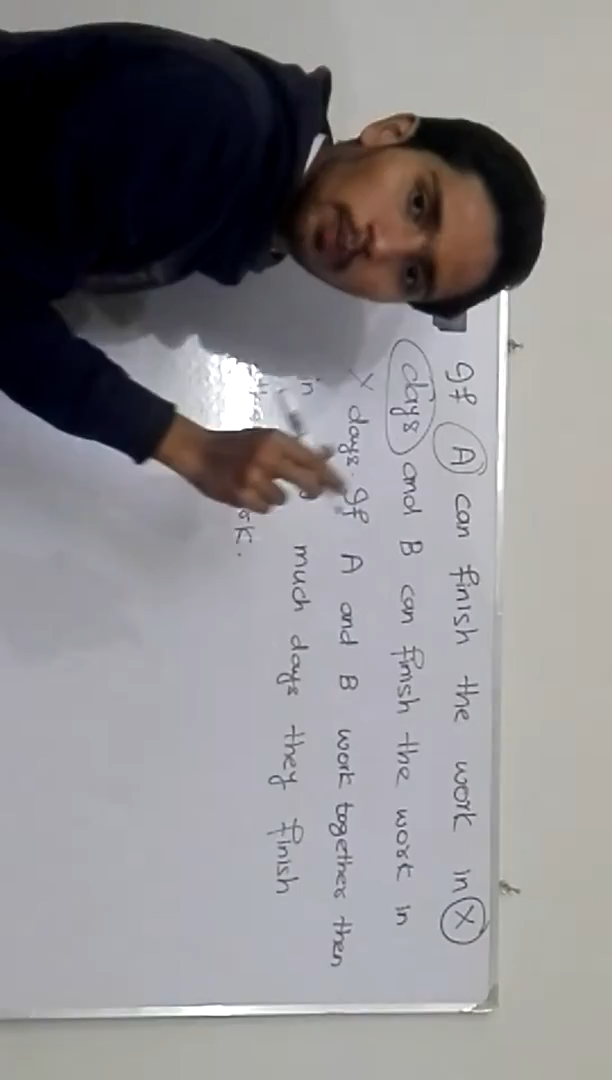 If A can finish the work in X
days and B can finish the work in
Y days. If A and B work together then
in much days they finish